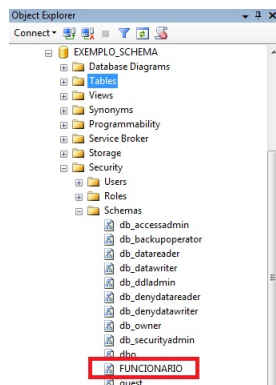 Object Explorer
Connect
EXEMPLO_SCHEMA
Database Diagrams
Tables
Views
Synonyms
Programmability
Service Broker
Storage
Security
Users
Roles
Schemas
db_accessadmin
db_backupoperator
db_datareader
db_datawriter
db_ddladmin
db_denydatareader
db_denydatawriter
db_owner
db_securityadmin
dbo
FUNCIONARIO
guest